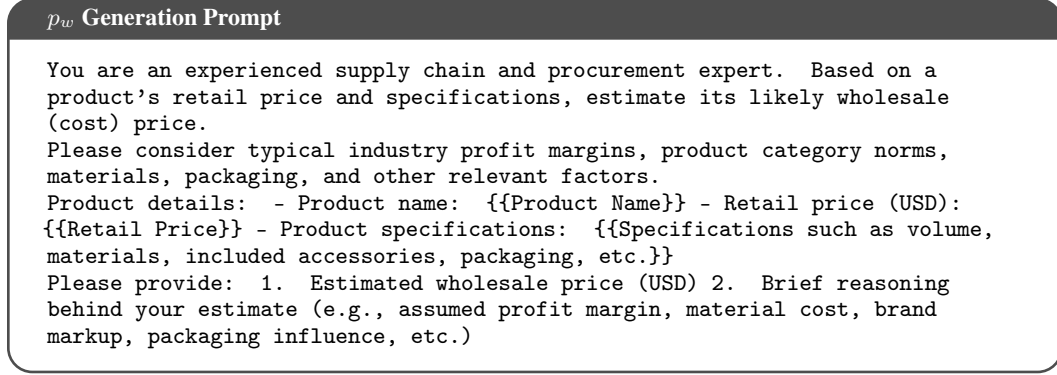 p_w Generation Prompt
You are an experienced supply chain and procurement expert. Based on a
product's retail price and specifications, estimate its likely wholesale
(cost) price.
Please consider typical industry profit margins, product category norms,
materials, packaging, and other relevant factors.
Product details: - Product name: {{Product Name}} - Retail price (USD):
{{Retail Price}} - Product specifications: {{Specifications such as volume,
materials, included accessories, packaging, etc.}}
Please provide: 1. Estimated wholesale price (USD) 2. Brief reasoning
behind your estimate (e.g., assumed profit margin, material cost, brand
markup, packaging influence, etc.)